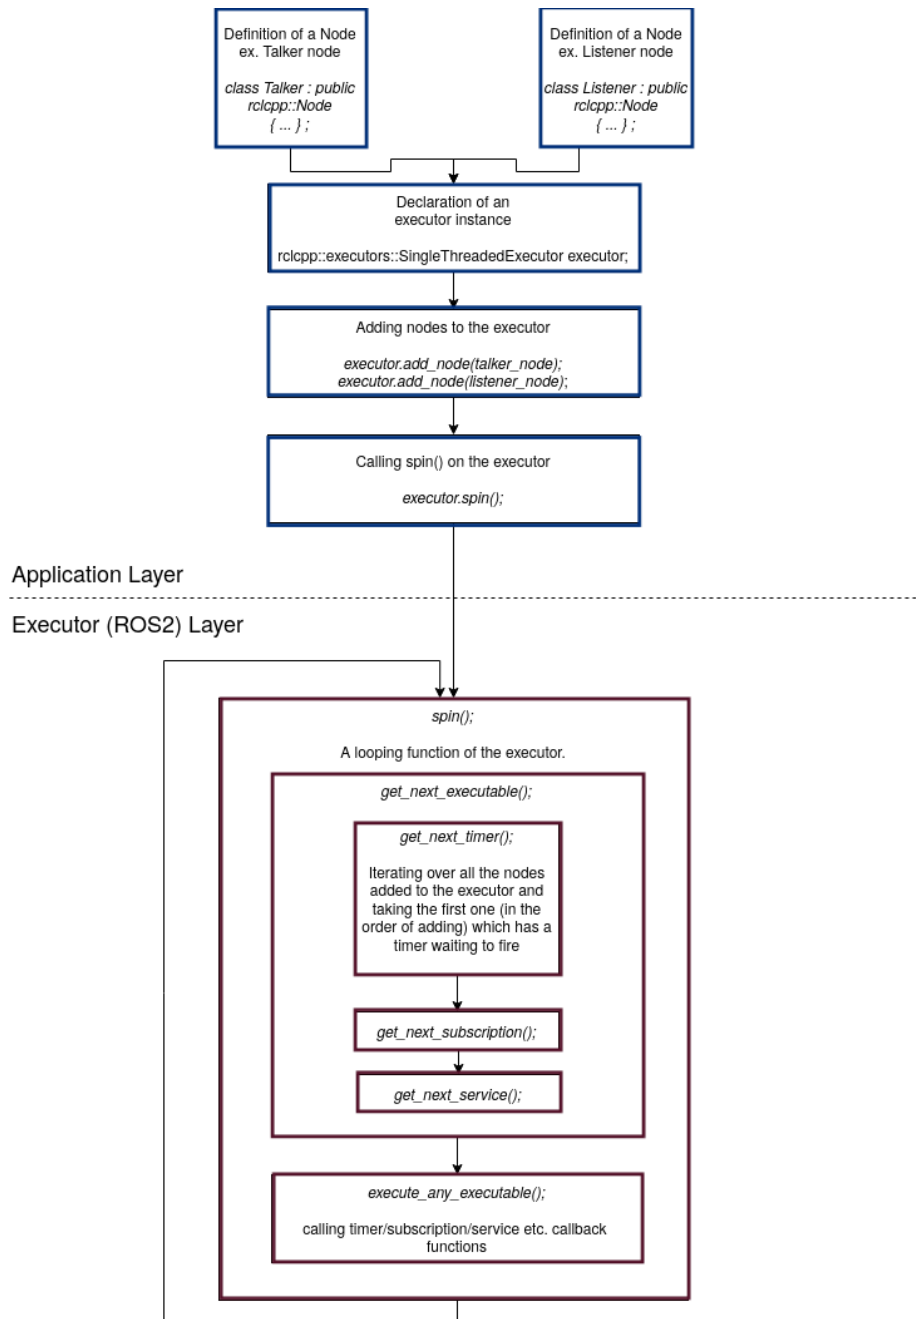 Definition of a Node
ex. Talker node
class Talker : public
rclcpp::Node
{ ... } ;
Definition of a Node
ex. Listener node
class Listener : public
rclcpp::Node
{ ... } ;
Declaration of an
executor instance
rclcpp::executors::SingleThreadedExecutor executor;
Adding nodes to the executor
executor.add_node(talker_node);
executor.add_node(listener_node);
Calling spin() on the executor
executor.spin();
Application Layer
Executor (ROS2) Layer
spin();
A looping function of the executor.
get_next_executable();
get_next_timer();
Iterating over all the nodes
added to the executor and
taking the first one (in the
order of adding) which has a
timer waiting to fire
get_next_subscription();
get_next_service();
execute_any_executable();
calling timer/subscription/service etc. callback
functions